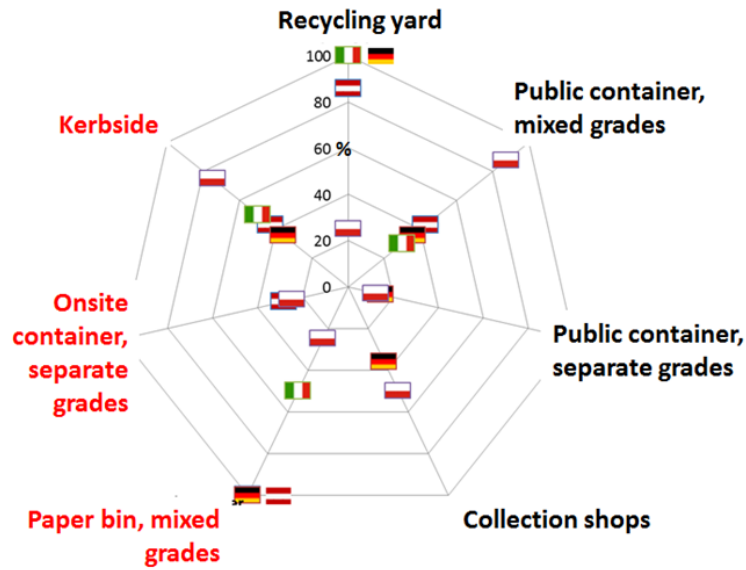 Recycling yard
100
80
60
%
40
20
0
Public container,
mixed grades
Kerbside
Onsite
container,
separate
grades
Public container,
separate grades
Paper bin, mixed
grades
Collection shops